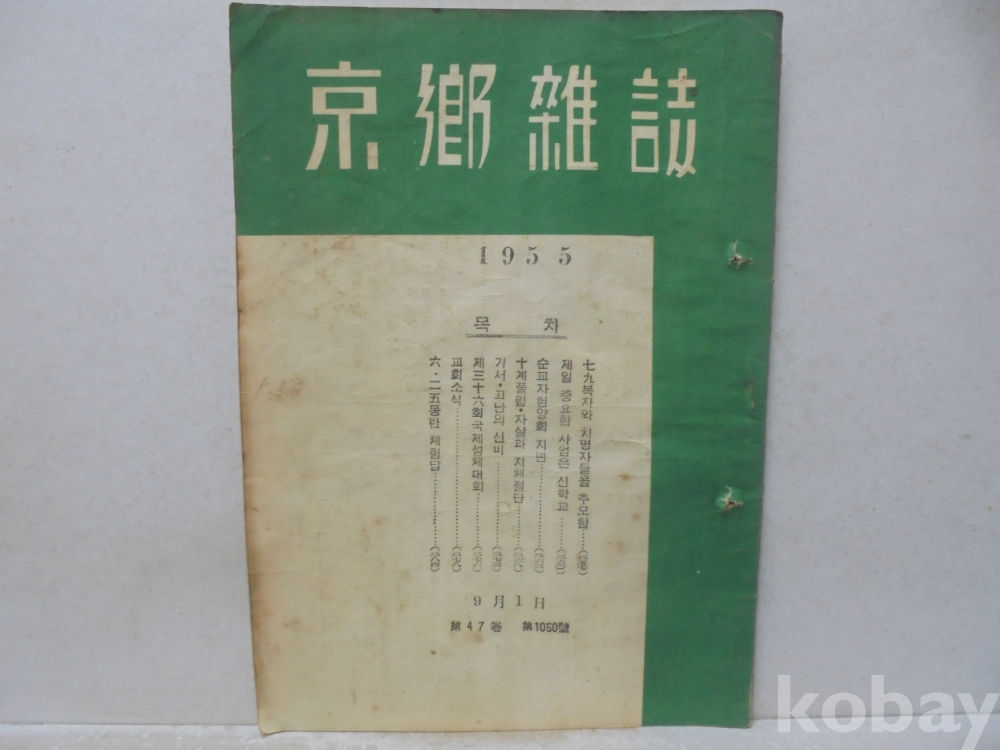 京鄕雜誌
1955
목 차
七九복자와 치명자들을 추모함
제일 중요한 사업은 신학교
순교자현양회 지면
十계풀림·자살과 지체절단
기서·고난의 신비
제三十六회국제성체대회
교회소식
六·二五동란 체험담
9月1日
第47卷 第1050號
kobay